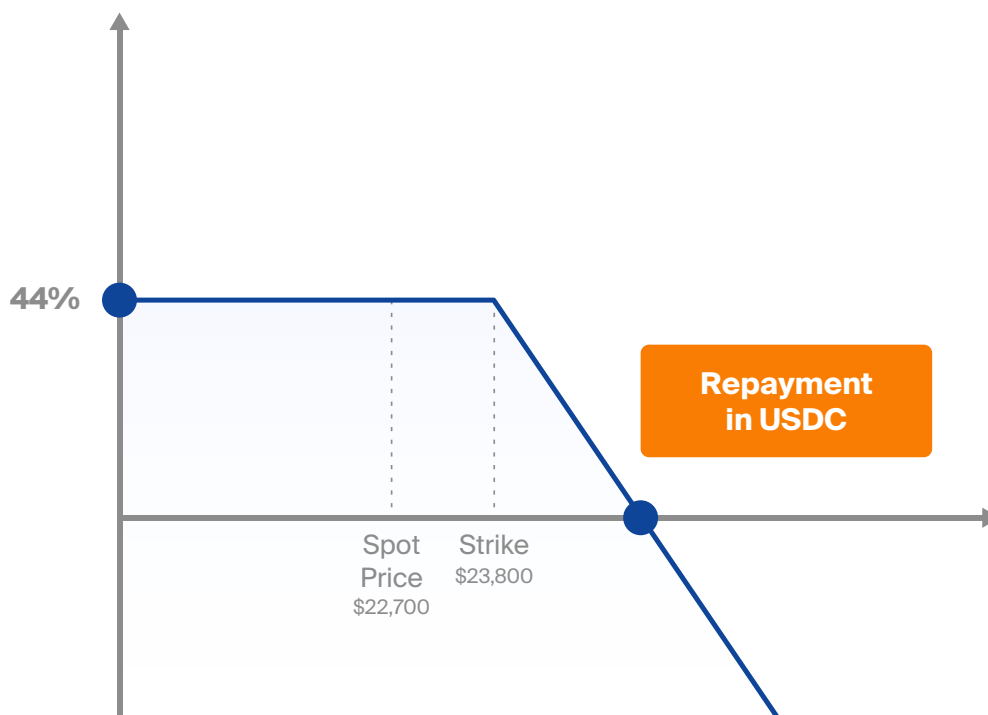 44%
Repayment
in USDC
Spot
Price
$22,700
Strike
$23,800